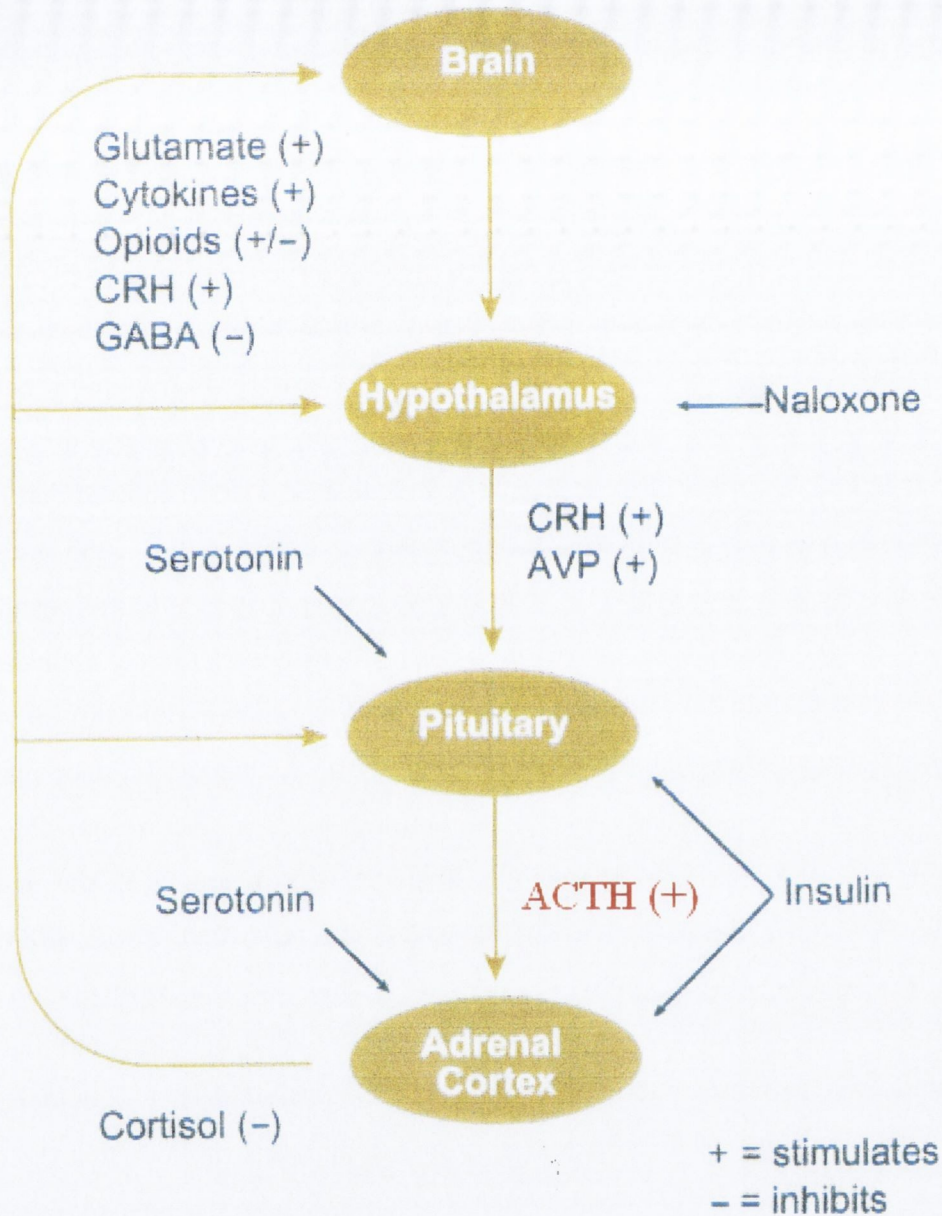 Brain
Glutamate (+)
Cytokines (+)
Opioids (+/−)
CRH (+)
GABA (−)
Hypothalamus
Naloxone
CRH (+)
AVP (+)
Serotonin
Pituitary
Serotonin
ACTH (+)
Insulin
Adrenal
Cortex
Cortisol (−)
+ = stimulates
− = inhibits